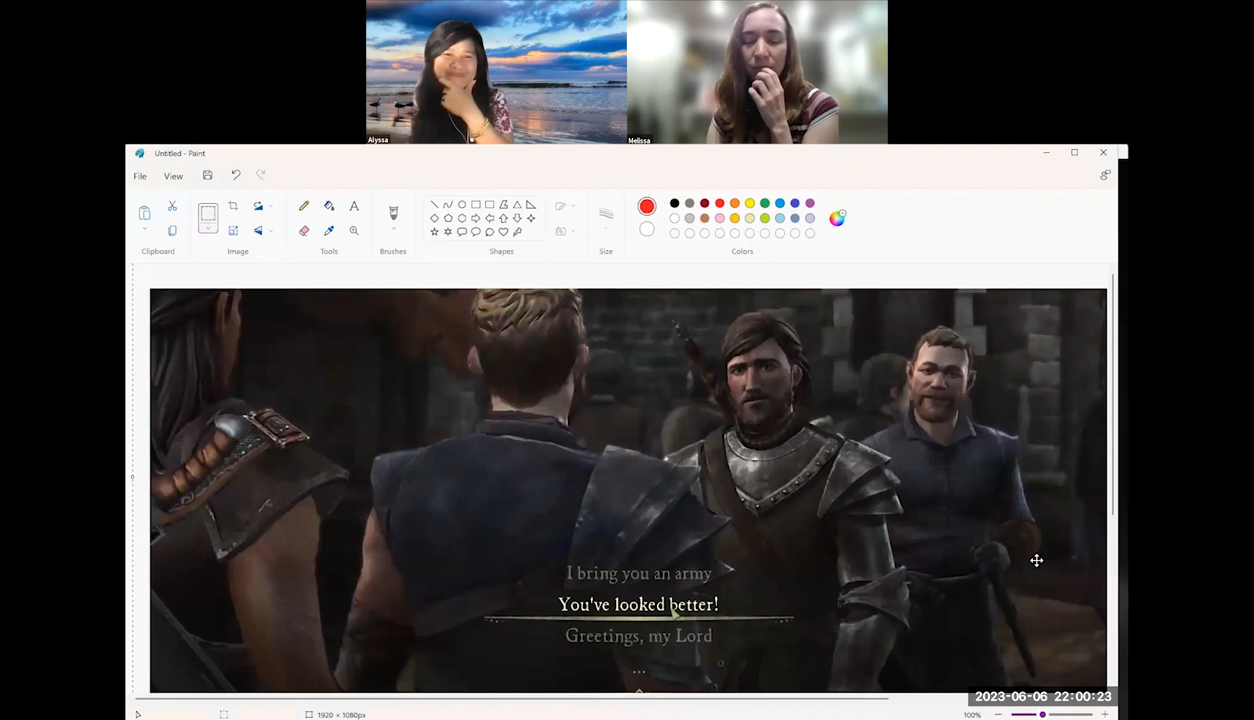 Alyssa
Melissa
Untitled - Paint
File View
Clipboard
Image
Tools
Brushes
Shapes
Size
Colors
A
I bring you an army
You've looked better!
Greetings, my Lord
...
2023-06-06 22:00:23
1920 × 1080px
100%